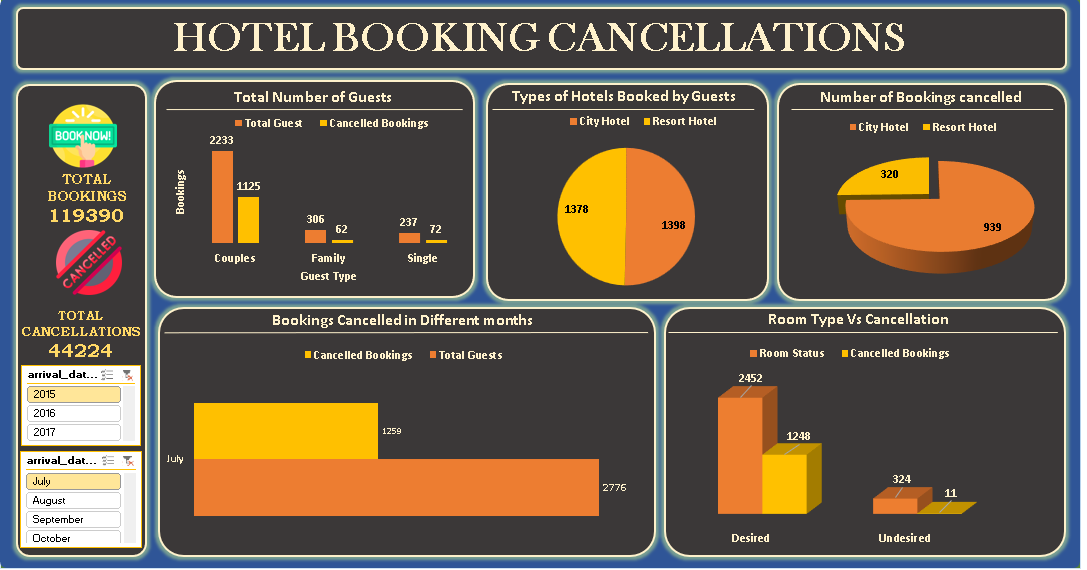 HOTEL BOOKING CANCELLATIONS
BOOK NOW!
TOTAL
BOOKINGS
119390
CANCELLED
TOTAL
CANCELLATIONS
44224
arrival_dat...
2015
2016
2017
arrival_dat...
July
August
September
October
Total Number of Guests
Total Guest Cancelled Bookings
Bookings
2233
1125
306
62
237
72
Couples Family Single
Guest Type
Types of Hotels Booked by Guests
City Hotel Resort Hotel
1378
1398
Number of Bookings cancelled
City Hotel Resort Hotel
320
939
Bookings Cancelled in Different months
Cancelled Bookings Total Guests
July
1259
2776
Room Type Vs Cancellation
Room Status Cancelled Bookings
2452
1248
324
11
Desired Undesired